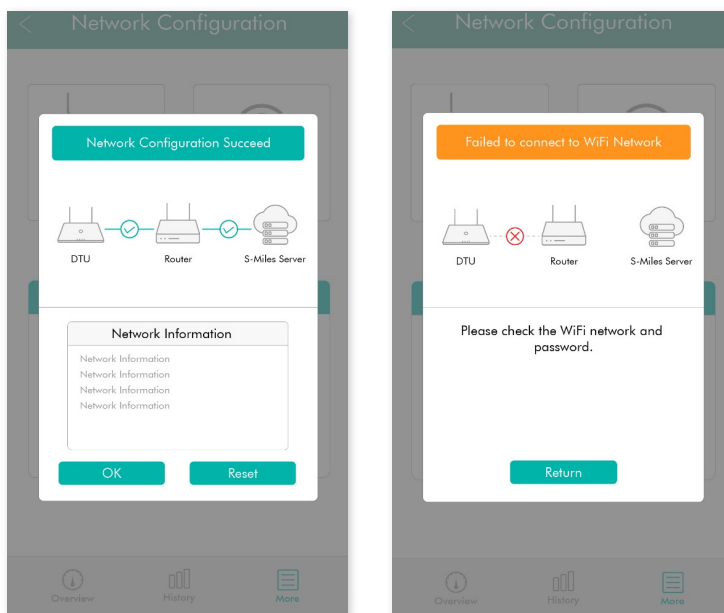 Network Configuration
Network Configuration Succeed
DTU
Router
S-Miles Server
Network Information
Network Information
Network Information
Network Information
Network Information
OK
Reset
Overview
History
More
Network Configuration
Failed to connect to WiFi Network
DTU
Router
S-Miles Server
Please check the WiFi network and
password.
Return
Overview
History
More